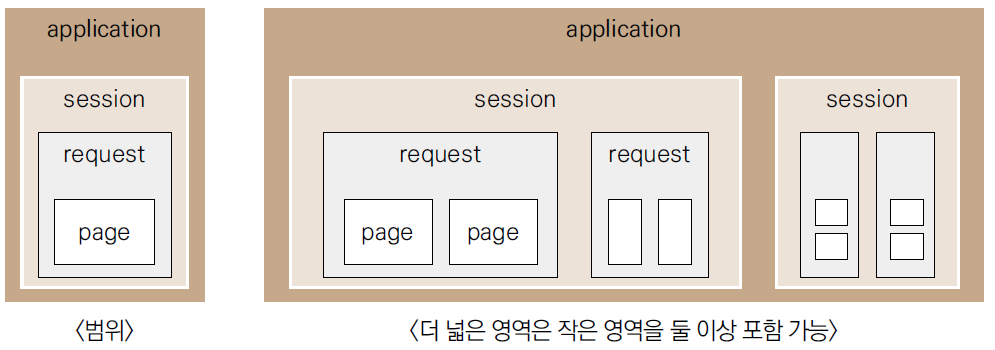 application
session
request
page
<범위>
application
session
request
page
page
request
session
<더 넓은 영역은 작은 영역을 둘 이상 포함 가능>